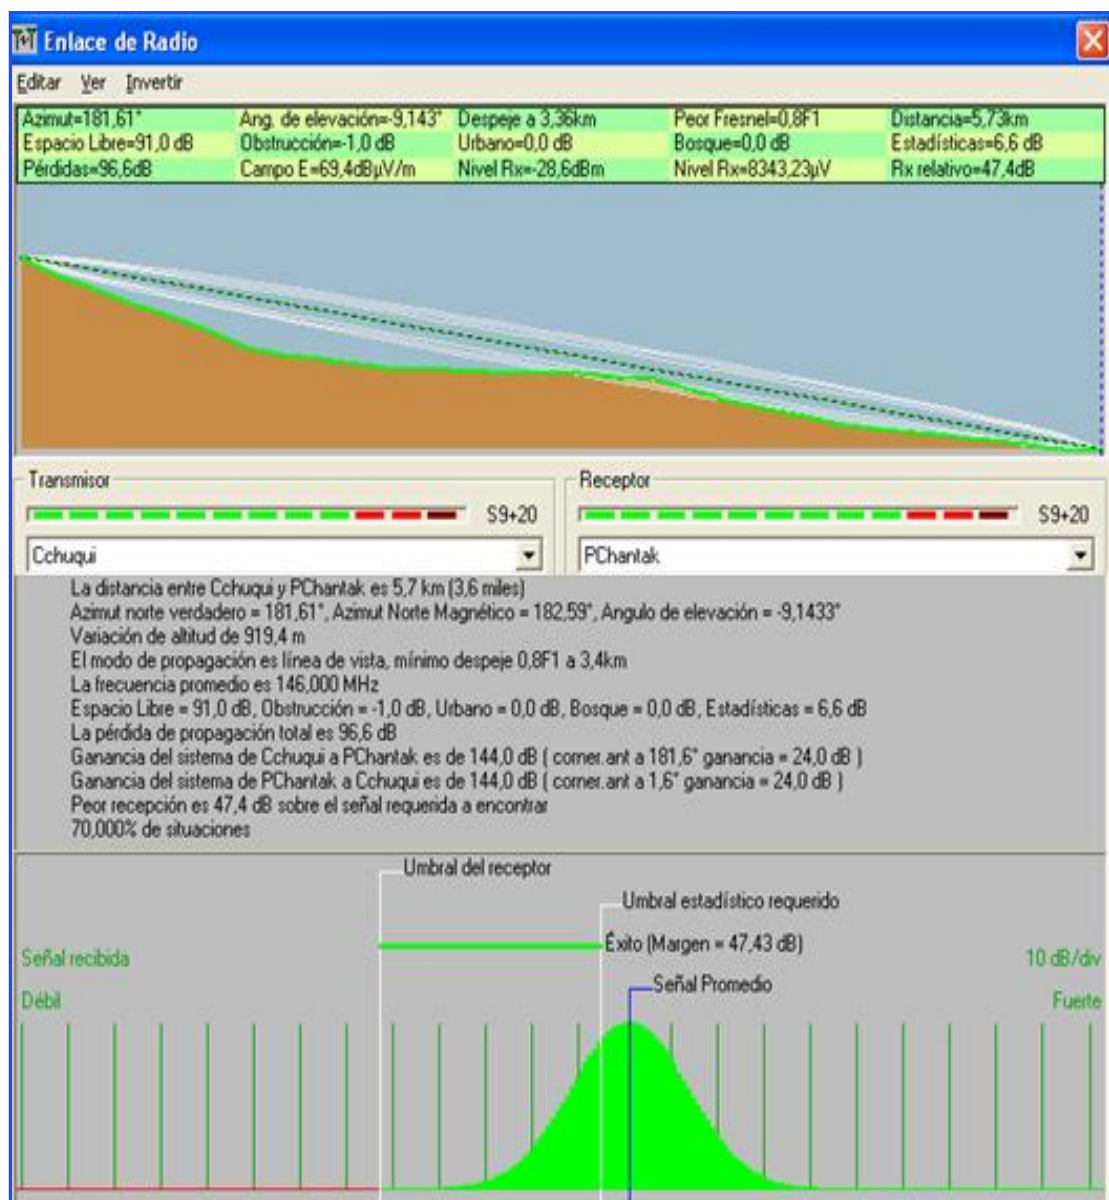 Enlace de Radio
Editar Ver Invertir
Azimut=181,61° Ang. de elevación=-9,143° Despeje a 3,36km Peor Fresnel=0,8F1 Distancia=5,73km
Espacio Libre=91,0 dB Obstrucción=-1,0 dB Urbano=0,0 dB Bosque=0,0 dB Estadísticas=6,6 dB
Pérdidas=96,6dB Campo E=69,4dBµV/m Nivel Rx=-28,6dBm Nivel Rx=8343,23µV Rx relativo=47,4dB
Transmisor Receptor
S9+20 S9+20
Cchuqui PChantak
La distancia entre Cchuqui y PChantak es 5,7 km (3,6 miles)
Azimut norte verdadero = 181,61°, Azimut Norte Magnético = 182,59°, Angulo de elevación = -9,1433°
Variación de altitud de 919,4 m
El modo de propagación es línea de vista, mínimo despeje 0,8F1 a 3,4km
La frecuencia promedio es 146,000 MHz
Espacio Libre = 91,0 dB, Obstrucción = -1,0 dB, Urbano = 0,0 dB, Bosque = 0,0 dB, Estadísticas = 6,6 dB
La pérdida de propagación total es 96,6 dB
Ganancia del sistema de Cchuqui a PChantak es de 144,0 dB ( corner.ant a 181,6° ganancia = 24,0 dB )
Ganancia del sistema de PChantak a Cchuqui es de 144,0 dB ( corner.ant a 1,6° ganancia = 24,0 dB )
Peor recepción es 47,4 dB sobre el señal requerida a encontrar
70,000% de situaciones
Umbral del receptor
Umbral estadístico requerido
Éxito (Margen = 47,43 dB)
Señal recibida 10 dB/div
Señal Promedio
Débil Fuerte